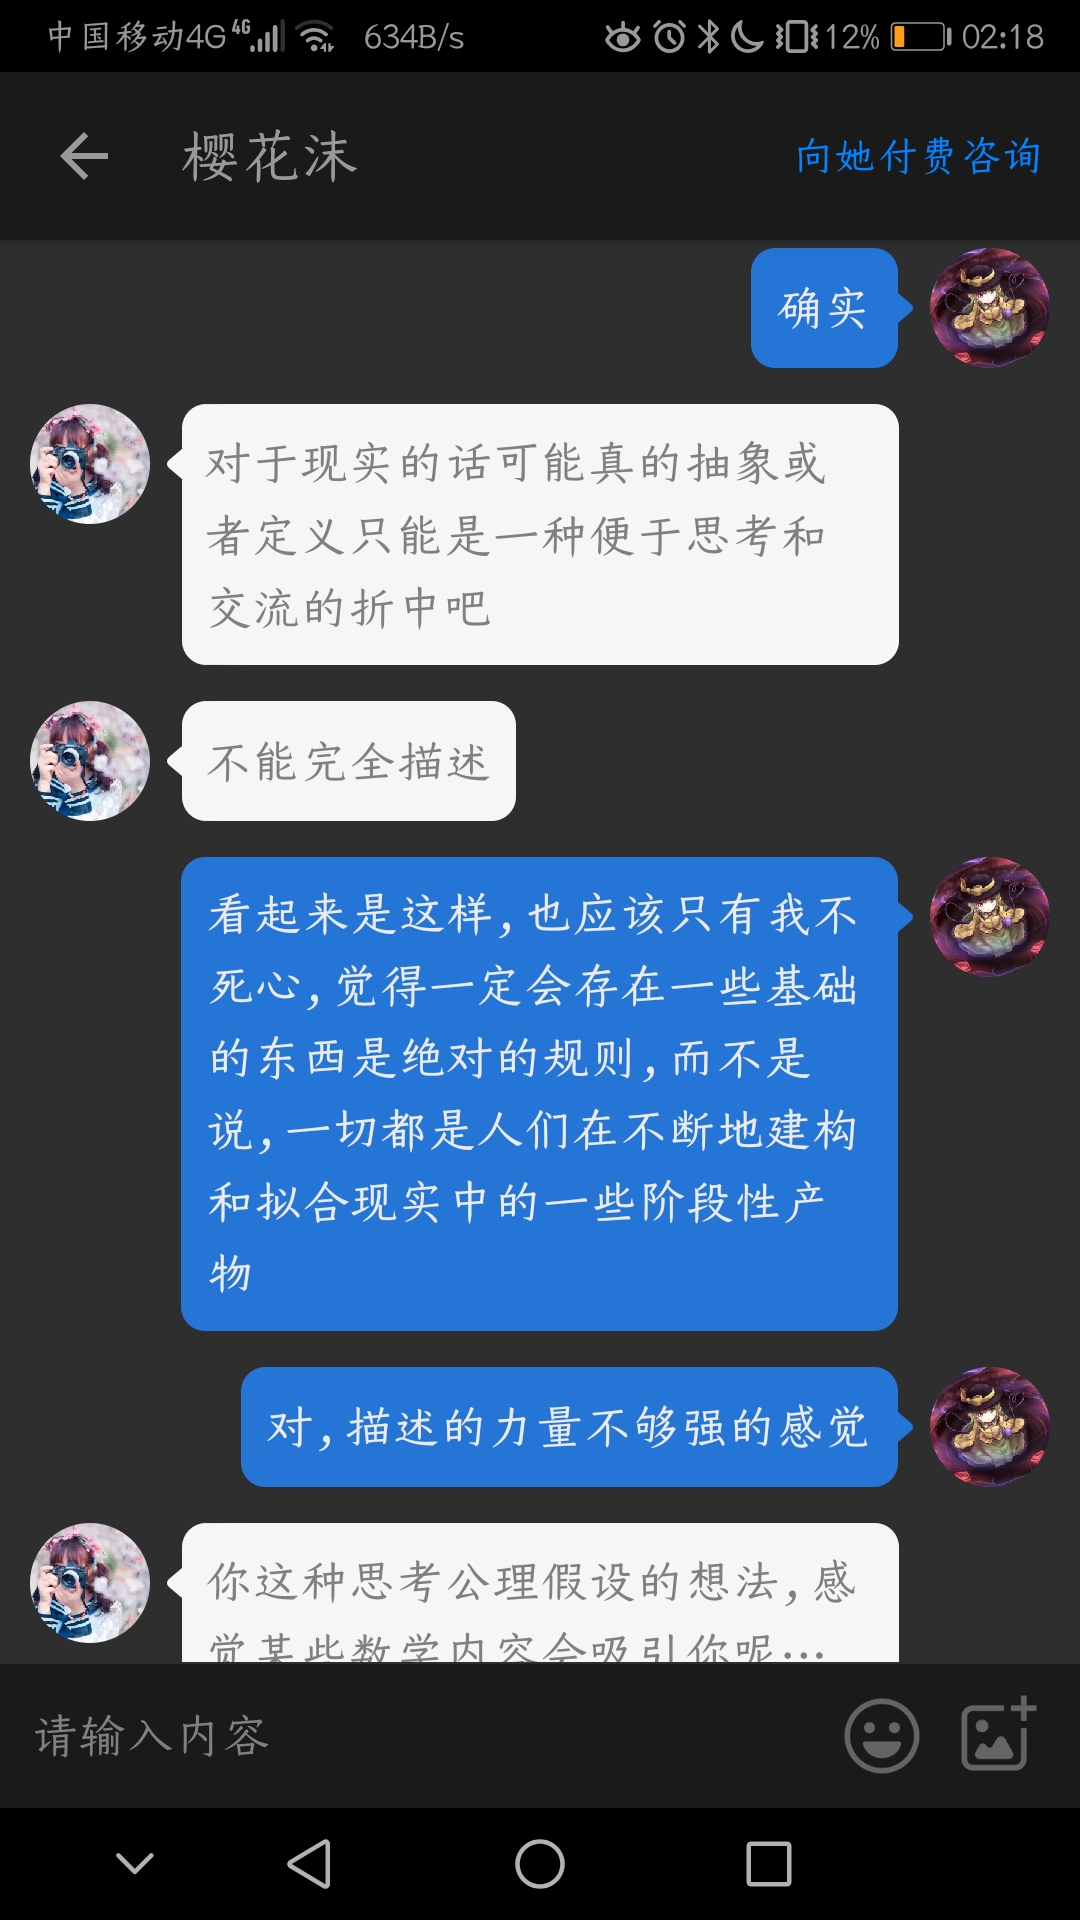 中国移动4G 4G 634B/s 12% 02:18
樱花沫 向她付费咨询
确实
对于现实的话可能真的抽象或
者定义只能是一种便于思考和
交流的折中吧
不能完全描述
看起来是这样,也应该只有我不
死心,觉得一定会存在一些基础
的东西是绝对的规则,而不是
说,一切都是人们在不断地建构
和拟合现实中的一些阶段性产
物
对,描述的力量不够强的感觉
你这种思考公理假设的想法,感
觉某些数学内容会吸引你呢…
请输入内容